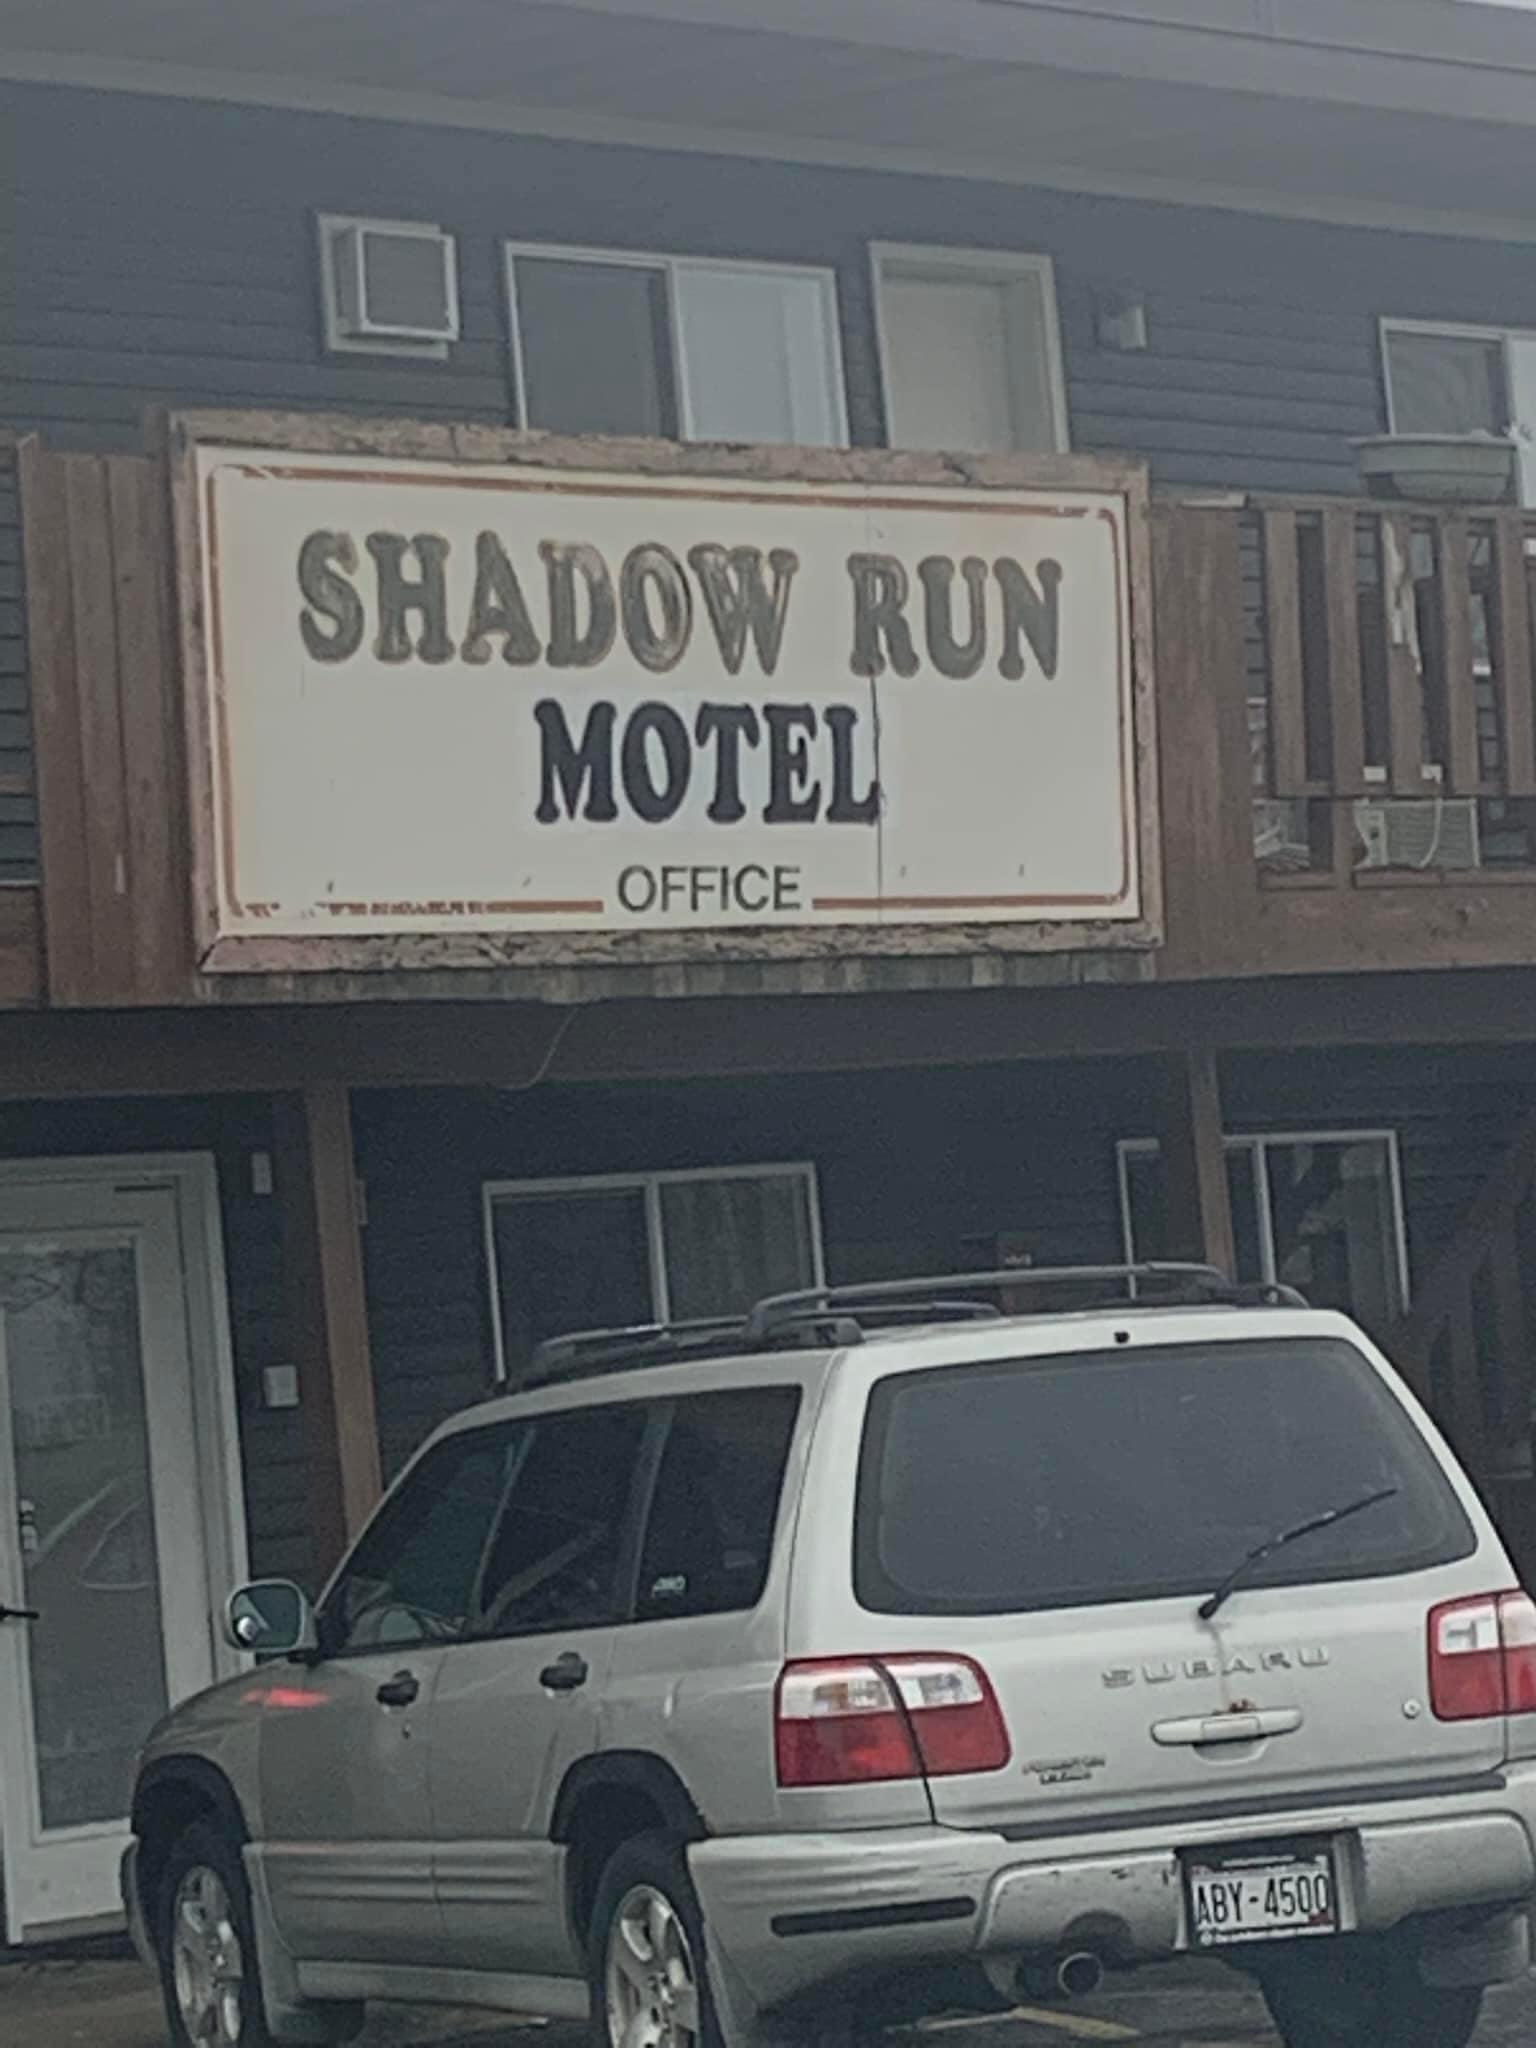 SHADOW RUN
MOTEL
OFFICE
SUBARU
ABY-4500